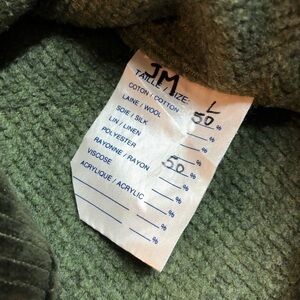 JM
TAILLE / SIZE: L
COTON / COTTON 50 %
LAINE / WOOL %
SOIE / SILK %
LIN / LINEN %
POLYESTER 50 %
RAYONNE / RAYON %
VISCOSE %
ACRYLIQUE / ACRYLIC %
%
%